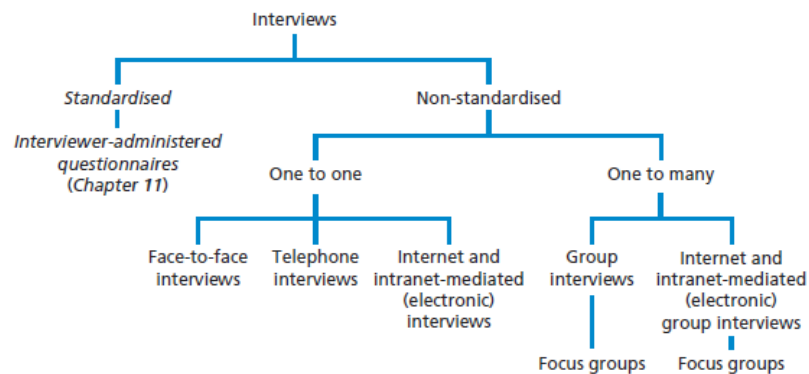 Interviews
Standardised
Non-standardised
Interviewer-administered
questionnaires
(Chapter 11)
One to one
One to many
Face-to-face
interviews
Telephone
interviews
Internet and
intranet-mediated
(electronic)
interviews
Group
interviews
Internet and
intranet-mediated
(electronic)
group interviews
Focus groups
Focus groups